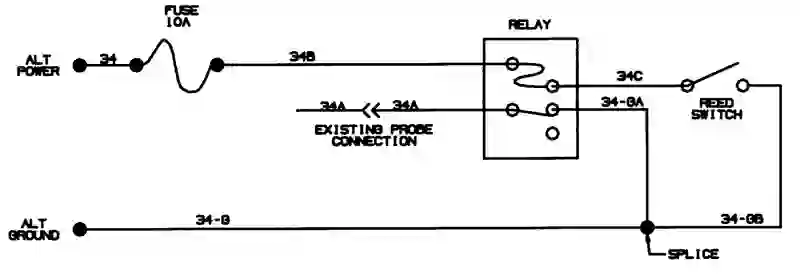 FUSE
10A
RELAY
ALT
POWER
34
34B
34C
34A
34A
34-GA
REED
SWITCH
EXISTING PROBE
CONNECTION
ALT
GROUND
34-G
34-GB
SPLICE